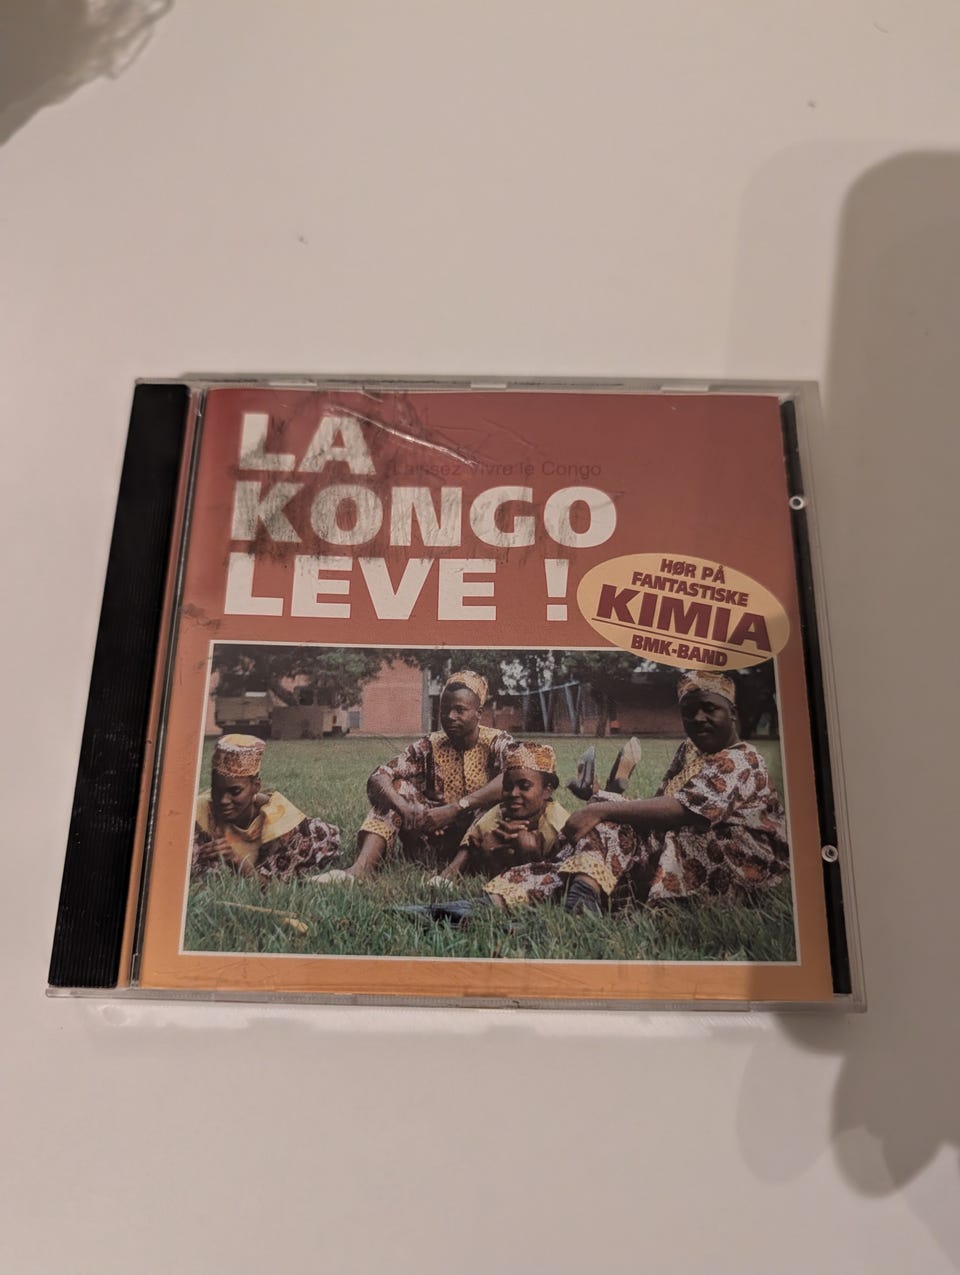 LA
Laissez Vivre le Congo
KONGO
LEVE !
HØR PÅ
FANTASTISKE
KIMIA
BMK-BAND